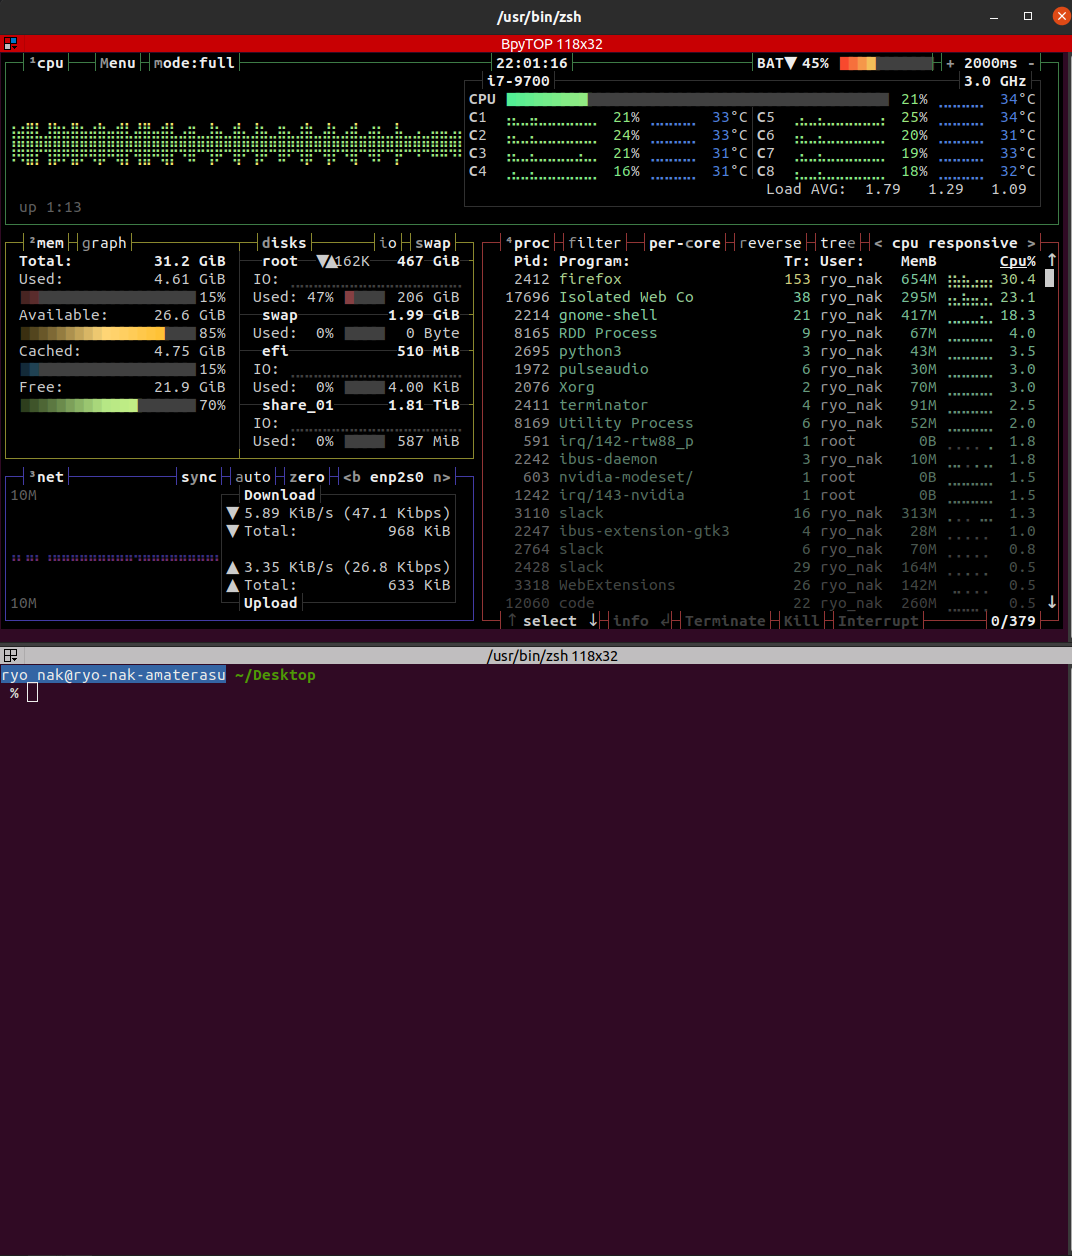 /usr/bin/zsh
BpyTOP 118x32
¹cpu Menu mode:full 22:01:16 BAT▼ 45% + 2000ms -
i7-9700 3.0 GHz
CPU 21% 34°C
C1 21% 33°C C5 25% 34°C
C2 24% 33°C C6 20% 31°C
C3 21% 31°C C7 19% 33°C
C4 16% 31°C C8 18% 32°C
Load AVG: 1.79 1.29 1.09
up 1:13
²mem graph disks io swap
Total: 31.2 GiB
Used: 4.61 GiB
15%
Available: 26.6 GiB
85%
Cached: 4.75 GiB
15%
Free: 21.9 GiB
70%
root ▼▲162K 467 GiB
IO:
Used: 47% 206 GiB
swap 1.99 GiB
Used: 0% 0 Byte
efi 510 MiB
IO:
Used: 0% 4.00 KiB
share_01 1.81 TiB
IO:
Used: 0% 587 MiB
³net sync auto zero <b enp2s0 n>
10M
Download
▼ 5.89 KiB/s (47.1 Kibps)
▼ Total: 968 KiB
▲ 3.35 KiB/s (26.8 Kibps)
▲ Total: 633 KiB
Upload
10M
⁴proc filter per-core reverse tree < cpu responsive >
Pid: Program: Tr: User: MemB Cpu% ↑
2412 firefox 153 ryo_nak 654M 30.4
17696 Isolated Web Co 38 ryo_nak 295M 23.1
2214 gnome-shell 21 ryo_nak 417M 18.3
8165 RDD Process 9 ryo_nak 67M 4.0
2695 python3 3 ryo_nak 43M 3.5
1972 pulseaudio 6 ryo_nak 30M 3.0
2076 Xorg 2 ryo_nak 70M 3.0
2411 terminator 4 ryo_nak 91M 2.5
8169 Utility Process 6 ryo_nak 52M 2.0
591 irq/142-rtw88_p 1 root 0B 1.8
2242 ibus-daemon 3 ryo_nak 10M 1.8
603 nvidia-modeset/ 1 root 0B 1.5
1242 irq/143-nvidia 1 root 0B 1.5
3110 slack 16 ryo_nak 313M 1.3
2247 ibus-extension-gtk3 4 ryo_nak 28M 1.0
2764 slack 6 ryo_nak 70M 0.8
2428 slack 29 ryo_nak 164M 0.5
3318 WebExtensions 26 ryo_nak 142M 0.5
12060 code 22 ryo_nak 260M 0.5 ↓
↑ select ↓ info ↲ Terminate Kill Interrupt 0/379
/usr/bin/zsh 118x32
ryo_nak@ryo-nak-amaterasu ~/Desktop
%